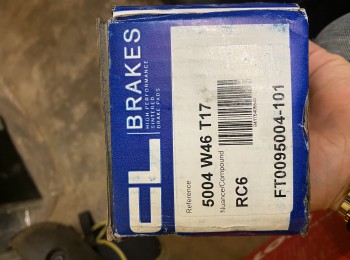 CL BRAKES
HIGH PERFORMANCE
SINTERED
BRAKE PADS
Reference
5004 W46 T17
Nuance/Compound
RC6
FT0095004-101